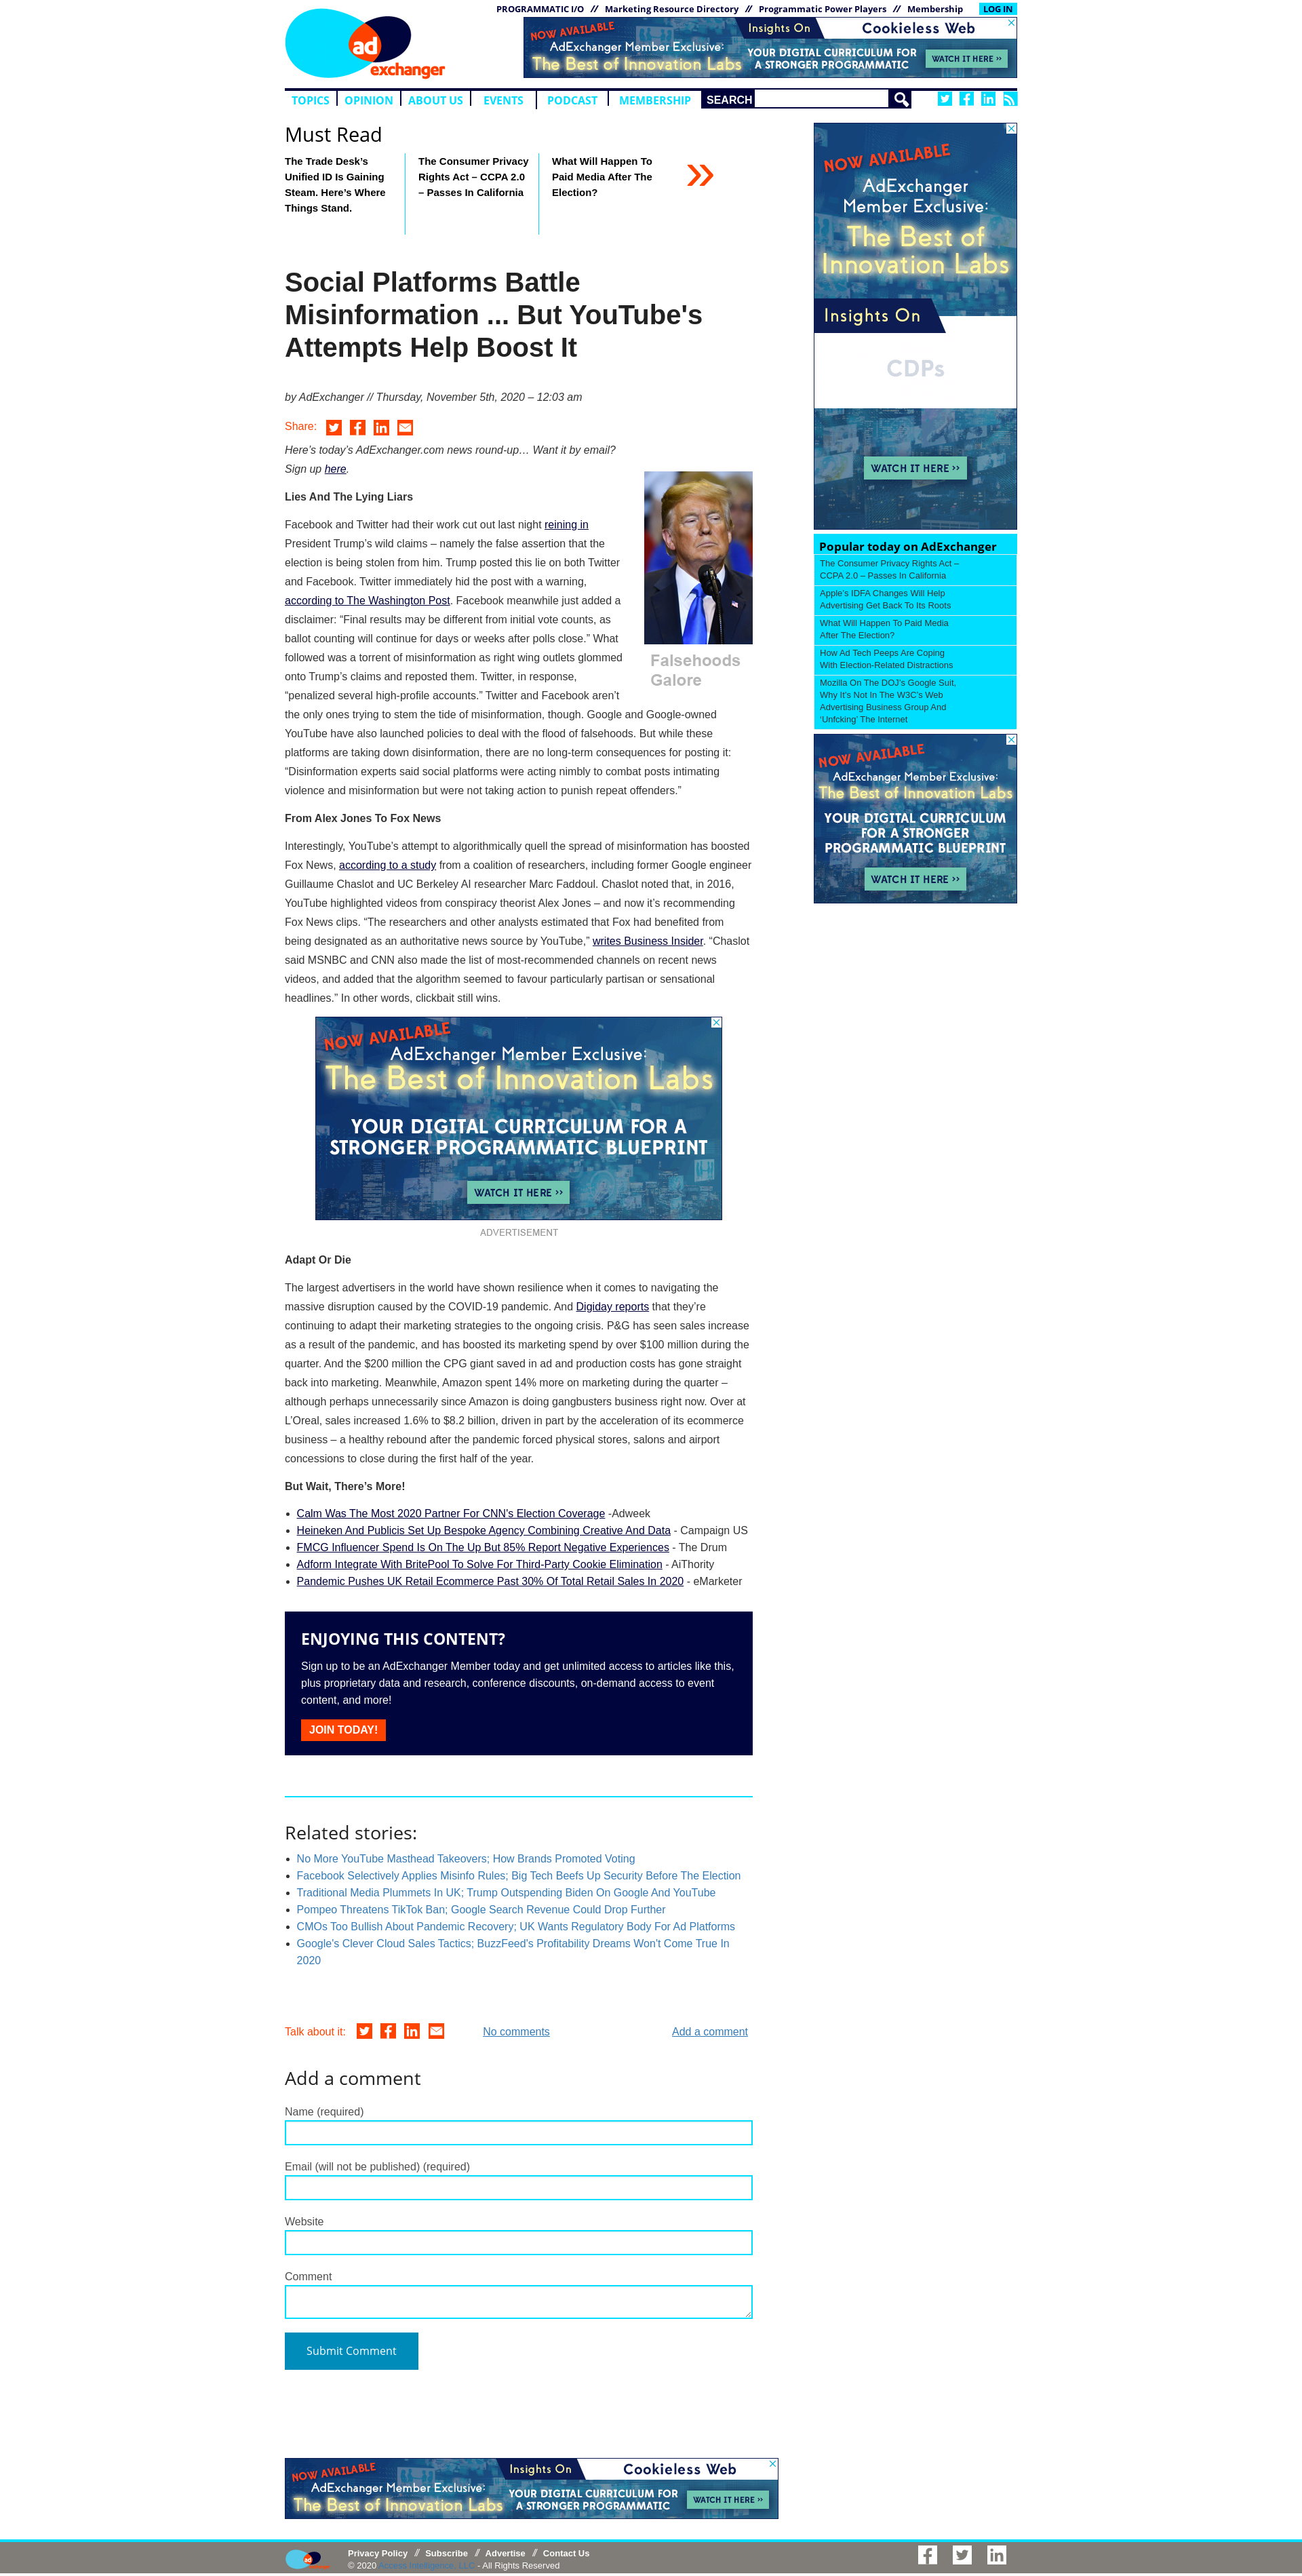 PROGRAMMATIC I/O // Marketing Resource Directory // Programmatic Power Players // Membership LOG IN
ad
exchanger
NOW AVAILABLE
AdExchanger Member Exclusive:
The Best of Innovation Labs
Insights On
Cookieless Web
YOUR DIGITAL CURRICULUM FOR
A STRONGER PROGRAMMATIC
WATCH IT HERE >>
TOPICS OPINION ABOUT US EVENTS PODCAST MEMBERSHIP SEARCH
Must Read
The Trade Desk’s
Unified ID Is Gaining
Steam. Here’s Where
Things Stand.
The Consumer Privacy
Rights Act – CCPA 2.0
– Passes In California
What Will Happen To
Paid Media After The
Election?
Social Platforms Battle
Misinformation ... But YouTube's
Attempts Help Boost It
by AdExchanger // Thursday, November 5th, 2020 – 12:03 am
Share:
Here’s today’s AdExchanger.com news round-up… Want it by email?
Sign up here.
Lies And The Lying Liars
Facebook and Twitter had their work cut out last night reining in
President Trump’s wild claims – namely the false assertion that the
election is being stolen from him. Trump posted this lie on both Twitter
and Facebook. Twitter immediately hid the post with a warning,
according to The Washington Post. Facebook meanwhile just added a
disclaimer: “Final results may be different from initial vote counts, as
ballot counting will continue for days or weeks after polls close.” What
followed was a torrent of misinformation as right wing outlets glommed
onto Trump’s claims and reposted them. Twitter, in response,
“penalized several high-profile accounts.” Twitter and Facebook aren’t
the only ones trying to stem the tide of misinformation, though. Google and Google-owned
YouTube have also launched policies to deal with the flood of falsehoods. But while these
platforms are taking down disinformation, there are no long-term consequences for posting it:
“Disinformation experts said social platforms were acting nimbly to combat posts intimating
violence and misinformation but were not taking action to punish repeat offenders.”
Falsehoods
Galore
From Alex Jones To Fox News
Interestingly, YouTube’s attempt to algorithmically quell the spread of misinformation has boosted
Fox News, according to a study from a coalition of researchers, including former Google engineer
Guillaume Chaslot and UC Berkeley AI researcher Marc Faddoul. Chaslot noted that, in 2016,
YouTube highlighted videos from conspiracy theorist Alex Jones – and now it’s recommending
Fox News clips. “The researchers and other analysts estimated that Fox had benefited from
being designated as an authoritative news source by YouTube,” writes Business Insider. “Chaslot
said MSNBC and CNN also made the list of most-recommended channels on recent news
videos, and added that the algorithm seemed to favour particularly partisan or sensational
headlines.” In other words, clickbait still wins.
NOW AVAILABLE
AdExchanger Member Exclusive:
The Best of Innovation Labs
YOUR DIGITAL CURRICULUM FOR A
STRONGER PROGRAMMATIC BLUEPRINT
WATCH IT HERE >>
ADVERTISEMENT
Adapt Or Die
The largest advertisers in the world have shown resilience when it comes to navigating the
massive disruption caused by the COVID-19 pandemic. And Digiday reports that they’re
continuing to adapt their marketing strategies to the ongoing crisis. P&G has seen sales increase
as a result of the pandemic, and has boosted its marketing spend by over $100 million during the
quarter. And the $200 million the CPG giant saved in ad and production costs has gone straight
back into marketing. Meanwhile, Amazon spent 14% more on marketing during the quarter –
although perhaps unnecessarily since Amazon is doing gangbusters business right now. Over at
L’Oreal, sales increased 1.6% to $8.2 billion, driven in part by the acceleration of its ecommerce
business – a healthy rebound after the pandemic forced physical stores, salons and airport
concessions to close during the first half of the year.
But Wait, There’s More!
• Calm Was The Most 2020 Partner For CNN's Election Coverage -Adweek
• Heineken And Publicis Set Up Bespoke Agency Combining Creative And Data - Campaign US
• FMCG Influencer Spend Is On The Up But 85% Report Negative Experiences - The Drum
• Adform Integrate With BritePool To Solve For Third-Party Cookie Elimination - AiThority
• Pandemic Pushes UK Retail Ecommerce Past 30% Of Total Retail Sales In 2020 - eMarketer
ENJOYING THIS CONTENT?
Sign up to be an AdExchanger Member today and get unlimited access to articles like this,
plus proprietary data and research, conference discounts, on-demand access to event
content, and more!
JOIN TODAY!
Related stories:
• No More YouTube Masthead Takeovers; How Brands Promoted Voting
• Facebook Selectively Applies Misinfo Rules; Big Tech Beefs Up Security Before The Election
• Traditional Media Plummets In UK; Trump Outspending Biden On Google And YouTube
• Pompeo Threatens TikTok Ban; Google Search Revenue Could Drop Further
• CMOs Too Bullish About Pandemic Recovery; UK Wants Regulatory Body For Ad Platforms
• Google's Clever Cloud Sales Tactics; BuzzFeed's Profitability Dreams Won't Come True In
2020
Talk about it: No comments Add a comment
Add a comment
Name (required)
Email (will not be published) (required)
Website
Comment
Submit Comment
NOW AVAILABLE
AdExchanger Member Exclusive:
The Best of Innovation Labs
Insights On
CDPs
WATCH IT HERE >>
Popular today on AdExchanger
The Consumer Privacy Rights Act –
CCPA 2.0 – Passes In California
Apple’s IDFA Changes Will Help
Advertising Get Back To Its Roots
What Will Happen To Paid Media
After The Election?
How Ad Tech Peeps Are Coping
With Election-Related Distractions
Mozilla On The DOJ’s Google Suit,
Why It’s Not In The W3C’s Web
Advertising Business Group And
‘Unfcking’ The Internet
NOW AVAILABLE
AdExchanger Member Exclusive:
The Best of Innovation Labs
YOUR DIGITAL CURRICULUM
FOR A STRONGER
PROGRAMMATIC BLUEPRINT
WATCH IT HERE >>
NOW AVAILABLE
AdExchanger Member Exclusive:
The Best of Innovation Labs
Insights On
Cookieless Web
YOUR DIGITAL CURRICULUM FOR
A STRONGER PROGRAMMATIC
WATCH IT HERE >>
ad
Privacy Policy // Subscribe // Advertise // Contact Us
© 2020 Access Intelligence, LLC - All Rights Reserved